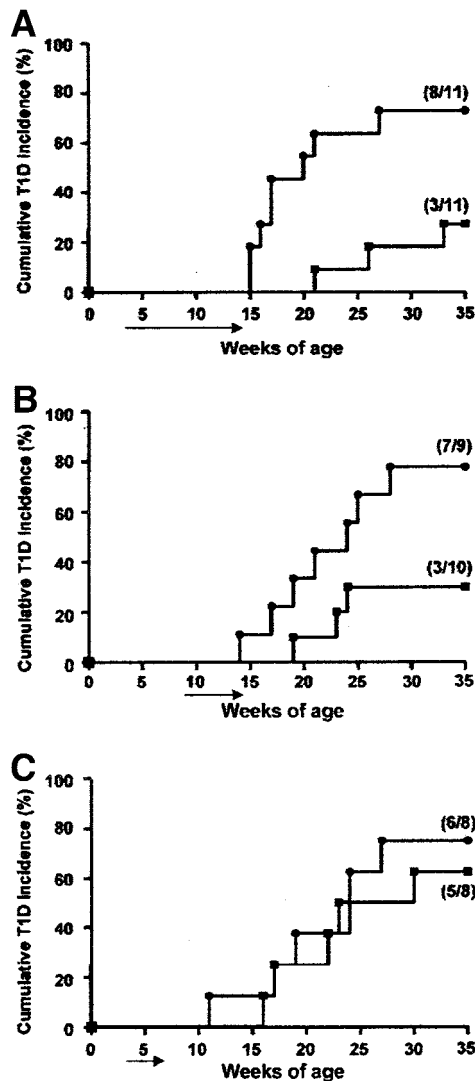 A
Cumulative T1D Incidence (%)
100
80
60
40
20
0
(8/11)
(3/11)
0 5 10 15 20 25 30 35
Weeks of age
B
Cumulative T1D Incidence (%)
100
80
60
40
20
0
(7/9)
(3/10)
0 5 10 15 20 25 30 35
Weeks of age
C
Cumulative T1D Incidence (%)
100
80
60
40
20
0
(6/8)
(5/8)
0 5 10 15 20 25 30 35
Weeks of age